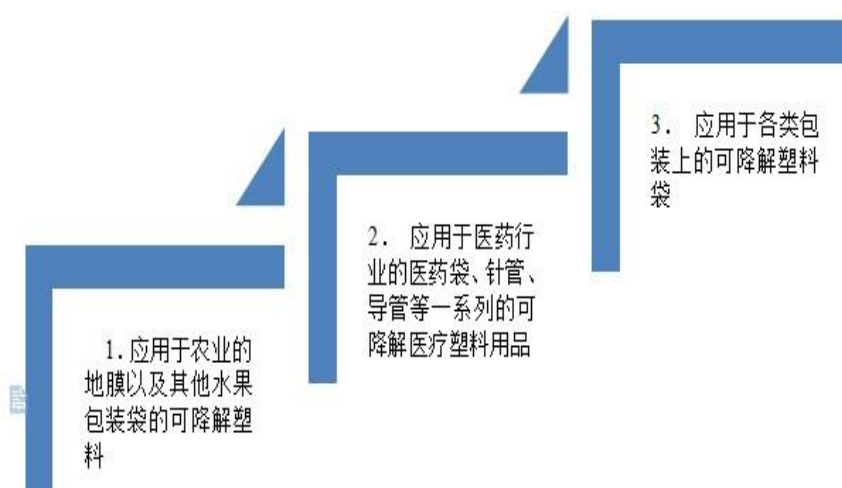 1.应用于农业的
地膜以及其他水果
包装袋的可降解塑
料
2. 应用于医药行
业的医药袋、针管、
导管等一系列的可
降解医疗塑料用品
3. 应用于各类包
装上的可降解塑料
袋